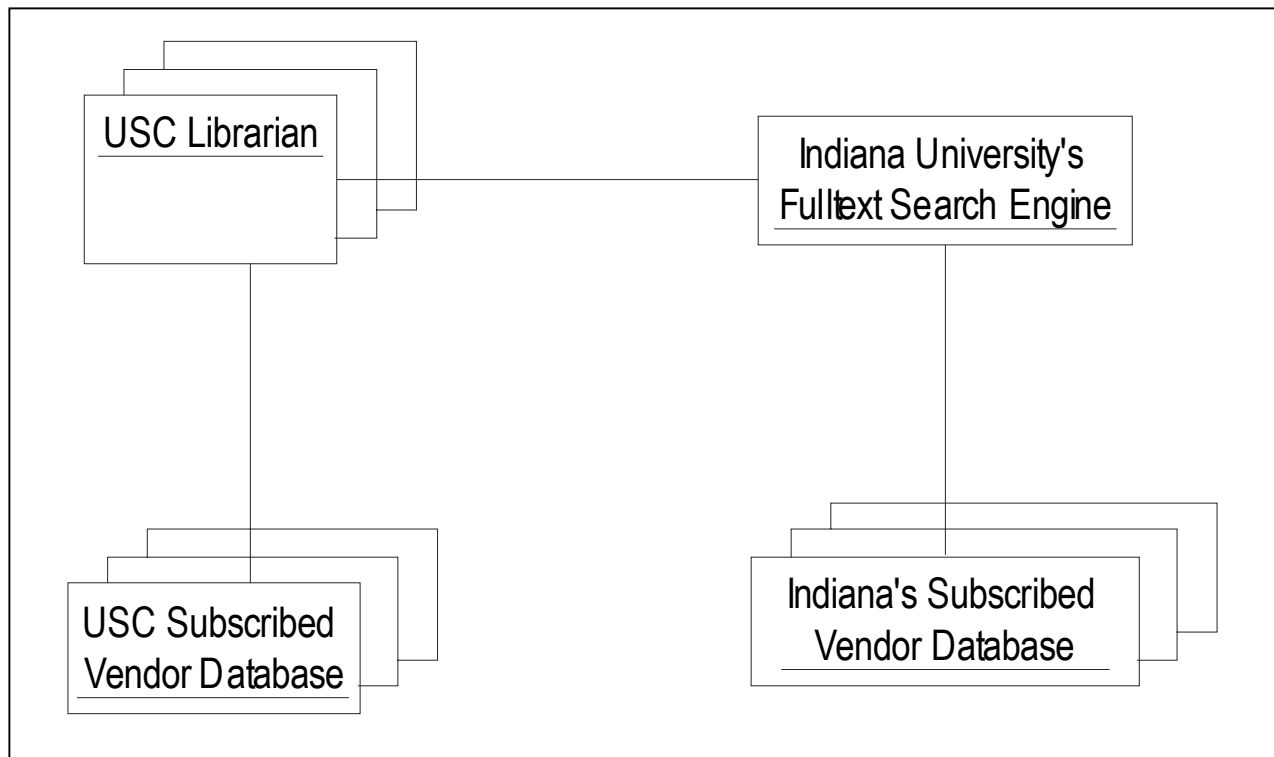 USC Librarian
Indiana University's
Fulltext Search Engine
USC Subscribed
Vendor Database
Indiana's Subscribed
Vendor Database